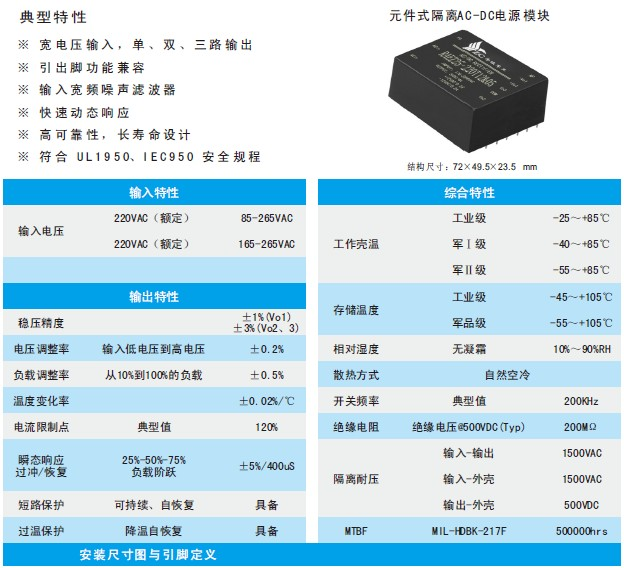 典型特性
※ 宽电压输入，单、双、三路输出
※ 引出脚功能兼容
※ 输入宽频噪声滤波器
※ 快速动态响应
※ 高可靠性，长寿命设计
※ 符合 UL1950、IEC950 安全规程
元件式隔离AC-DC电源模块
结构尺寸：72×49.5×23.5 mm
输入特性
输入电压 220VAC（额定） 85-265VAC
220VAC（额定） 165-265VAC
输出特性
稳压精度 ±1%(Vo1)
±3%(Vo2、3)
电压调整率 输入低电压到高电压 ±0.2%
负载调整率 从10%到100%的负载 ±0.5%
温度变化率 ±0.02%/℃
电流限制点 典型值 120%
瞬态响应
过冲/恢复 25%-50%-75%
负载阶跃 ±5%/400uS
短路保护 可持续、自恢复 具备
过温保护 降温自恢复 具备
综合特性
工作壳温 工业级 -25～+85℃
军Ⅰ级 -40～+85℃
军Ⅱ级 -55～+85℃
存储温度 工业级 -45～+105℃
军品级 -55～+105℃
相对湿度 无凝霜 10%～90%RH
散热方式 自然空冷
开关频率 典型值 200KHz
绝缘电阻 绝缘电压@500VDC(Typ) 200MΩ
隔离耐压 输入-输出 1500VAC
输入-外壳 1500VAC
输出-外壳 500VDC
MTBF MIL-HDBK-217F 500000hrs
安装尺寸图与引脚定义